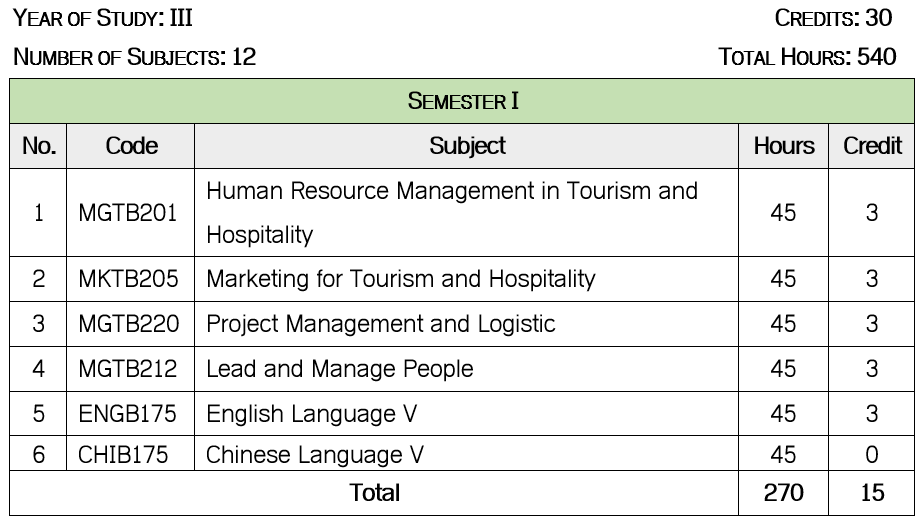 Year of Study: III Credits: 30
Number of Subjects: 12 Total Hours: 540
Semester I
No. Code Subject Hours Credit
1 MGTB201 Human Resource Management in Tourism and Hospitality 45 3
2 MKTB205 Marketing for Tourism and Hospitality 45 3
3 MGTB220 Project Management and Logistic 45 3
4 MGTB212 Lead and Manage People 45 3
5 ENGB175 English Language V 45 3
6 CHIB175 Chinese Language V 45 0
Total 270 15